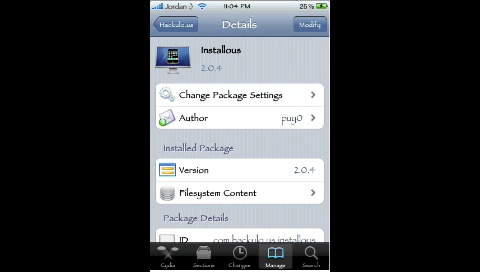 Jordan
11:04 PM
25%
Hackulo.us
Details
Modify
Installous
2.0.4
Change Package Settings
Author
puy0
Installed Package
Version
2.0.4
Filesystem Content
Package Details
ID
com.hackulo.us.installous
Cydia
Sections
Changes
Manage
Search